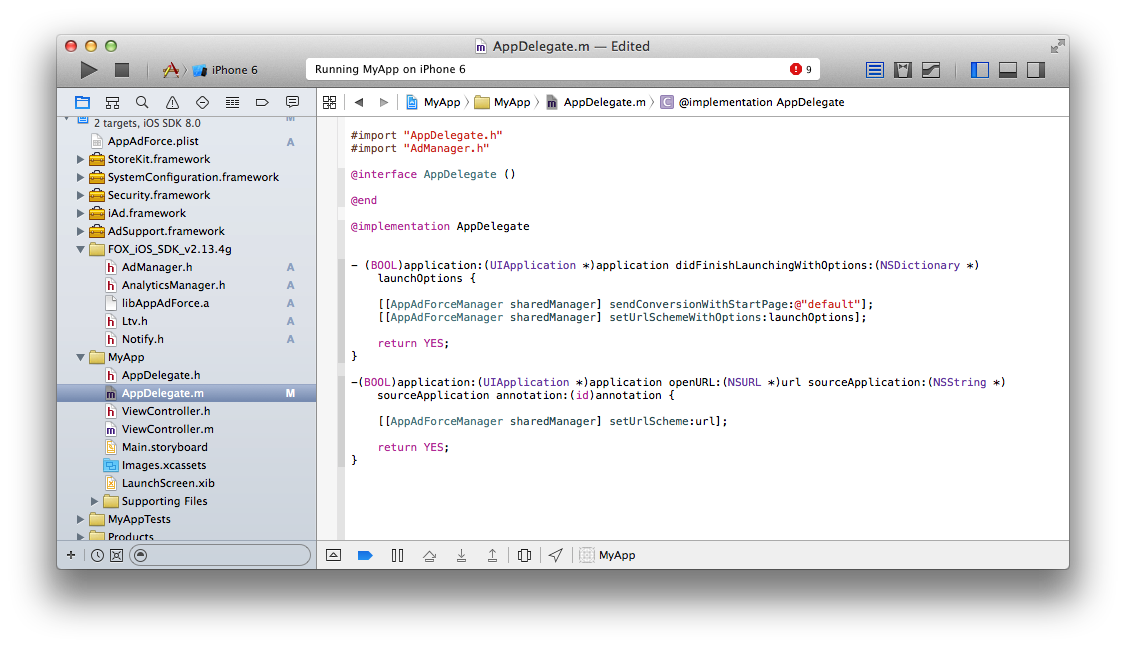 AppDelegate.m — Edited
iPhone 6
Running MyApp on iPhone 6
9
MyApp
MyApp
AppDelegate.m
C
@implementation AppDelegate
2 targets, iOS SDK 8.0
M
AppAdForce.plist
A
StoreKit.framework
SystemConfiguration.framework
Security.framework
iAd.framework
AdSupport.framework
FOX_iOS_SDK_v2.13.4g
h AdManager.h
A
h AnalyticsManager.h
A
libAppAdForce.a
A
h Ltv.h
A
h Notify.h
A
MyApp
h AppDelegate.h
m AppDelegate.m
M
h ViewController.h
m ViewController.m
Main.storyboard
Images.xcassets
LaunchScreen.xib
Supporting Files
MyAppTests
Products
#import "AppDelegate.h"
#import "AdManager.h"
@interface AppDelegate ()
@end
@implementation AppDelegate
- (BOOL)application:(UIApplication *)application didFinishLaunchingWithOptions:(NSDictionary *)
launchOptions {
[[AppAdForceManager sharedManager] sendConversionWithStartPage:@"default"];
[[AppAdForceManager sharedManager] setUrlSchemeWithOptions:launchOptions];
return YES;
}
-(BOOL)application:(UIApplication *)application openURL:(NSURL *)url sourceApplication:(NSString *)
sourceApplication annotation:(id)annotation {
[[AppAdForceManager sharedManager] setUrlScheme:url];
return YES;
}
MyApp